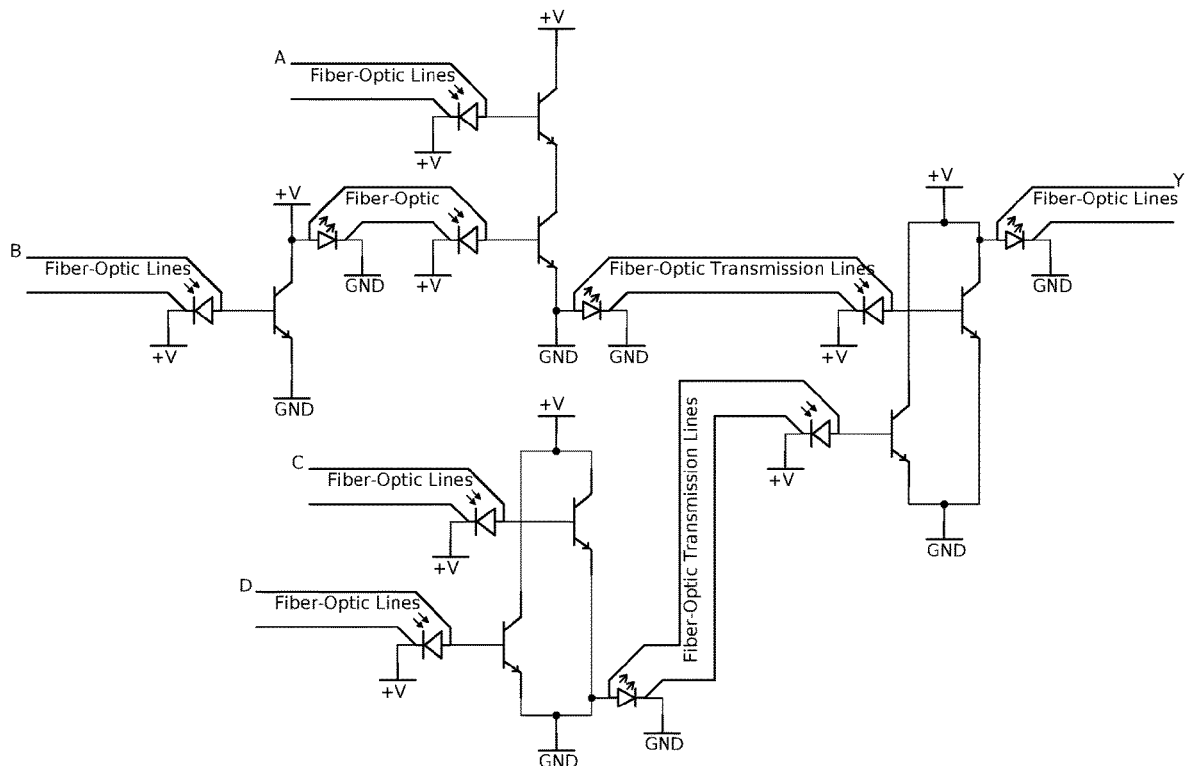 +V
A
Fiber-Optic Lines
+V
+V
Fiber-Optic
+V
Y
Fiber-Optic Lines
B
Fiber-Optic Lines
Fiber-Optic Transmission Lines
GND
+V
GND
+V
GND
GND
+V
GND
+V
C
Fiber-Optic Lines
Fiber-Optic Transmission Lines
+V
+V
GND
D
Fiber-Optic Lines
+V
GND
GND